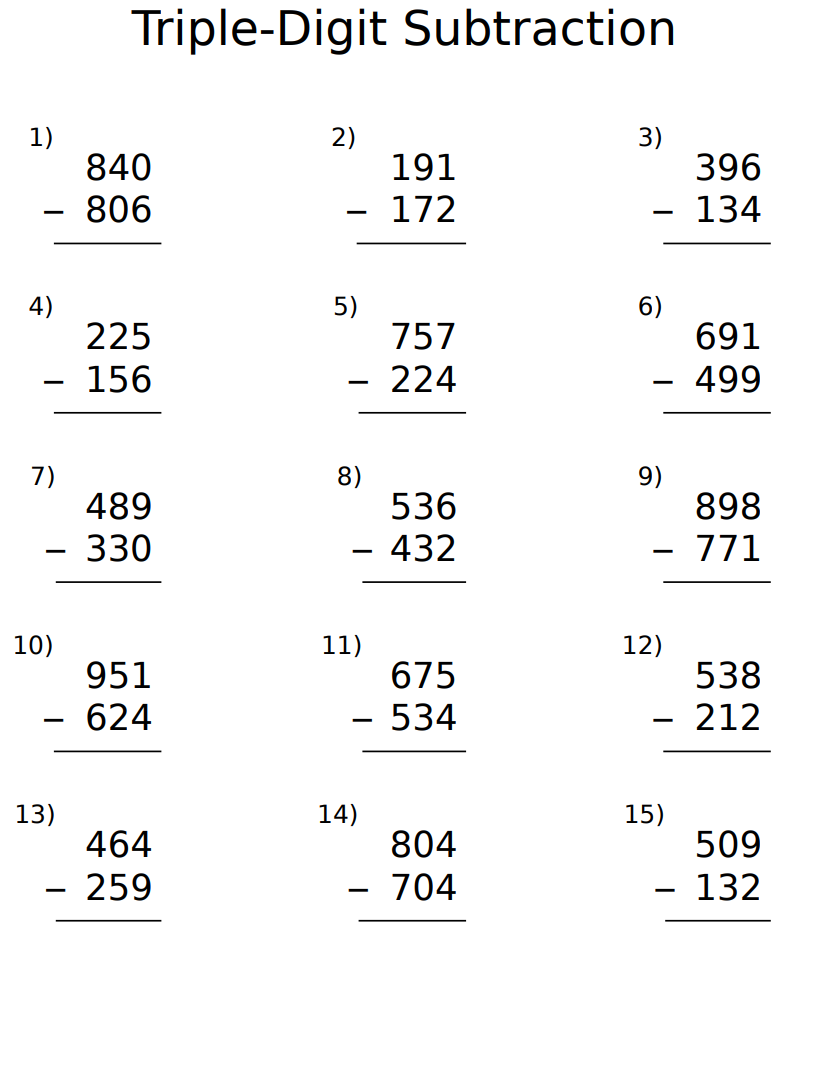 Triple-Digit Subtraction
1) 2) 3)
840 191 396
− 806 − 172 − 134
4) 5) 6)
225 757 691
− 156 − 224 − 499
7) 8) 9)
489 536 898
− 330 − 432 − 771
10) 11) 12)
951 675 538
− 624 − 534 − 212
13) 14) 15)
464 804 509
− 259 − 704 − 132